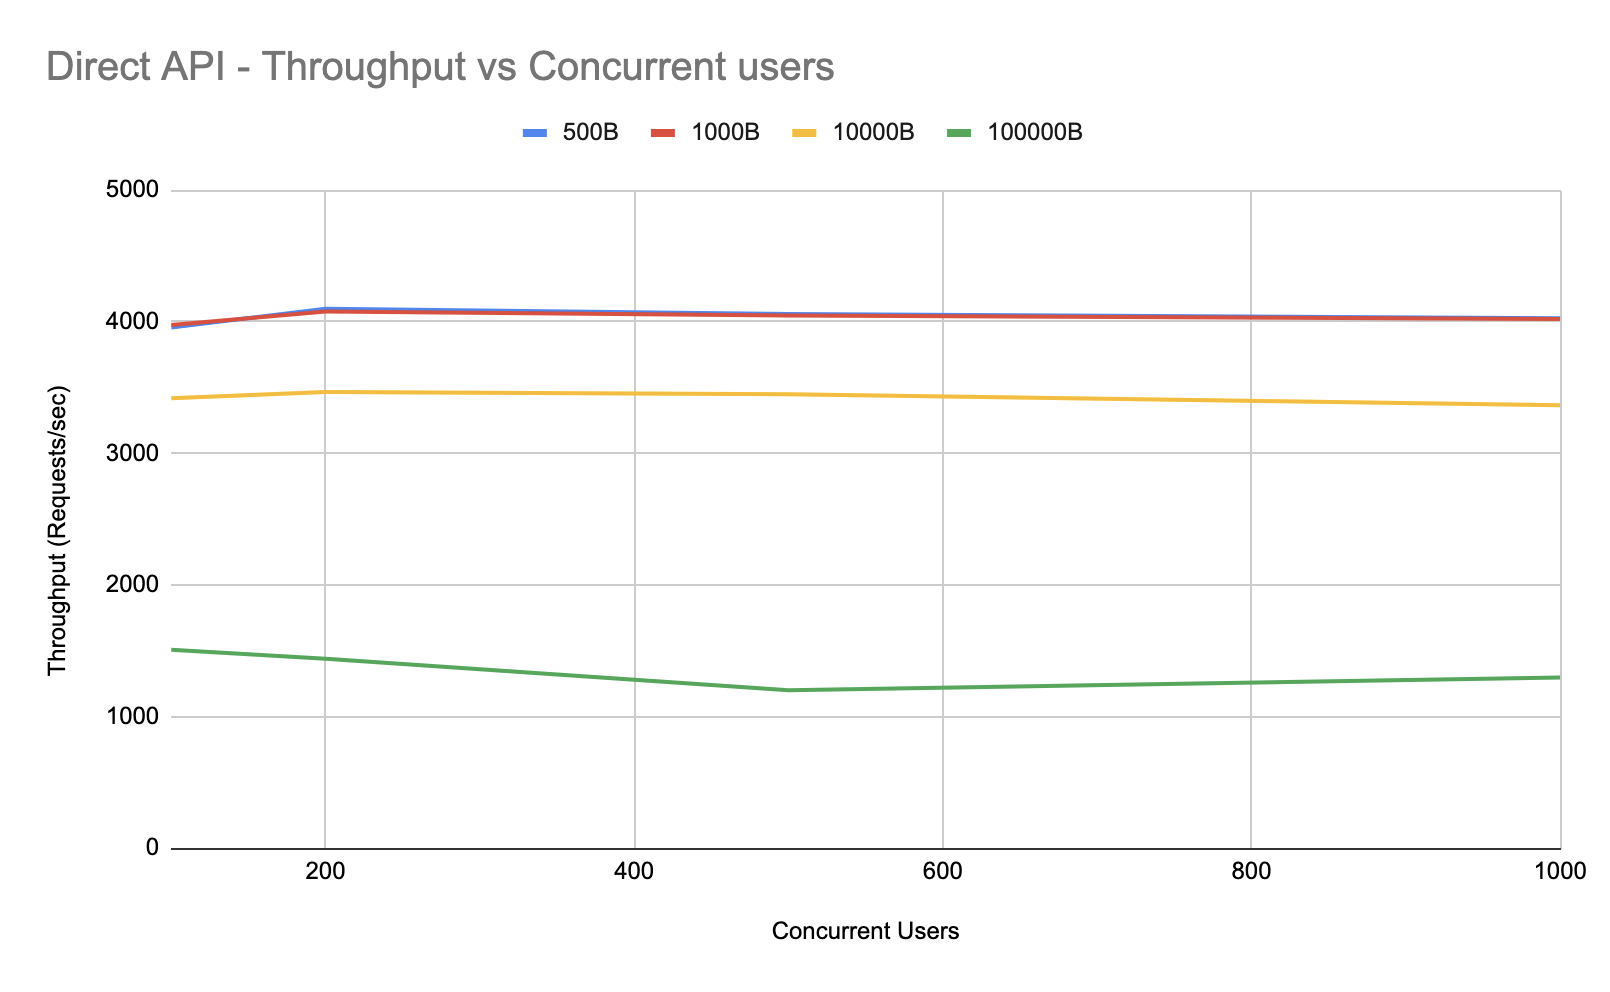 Direct API - Throughput vs Concurrent users
500B 1000B 10000B 100000B
5000
4000
3000
2000
1000
0
Throughput (Requests/sec)
200 400 600 800 1000
Concurrent Users